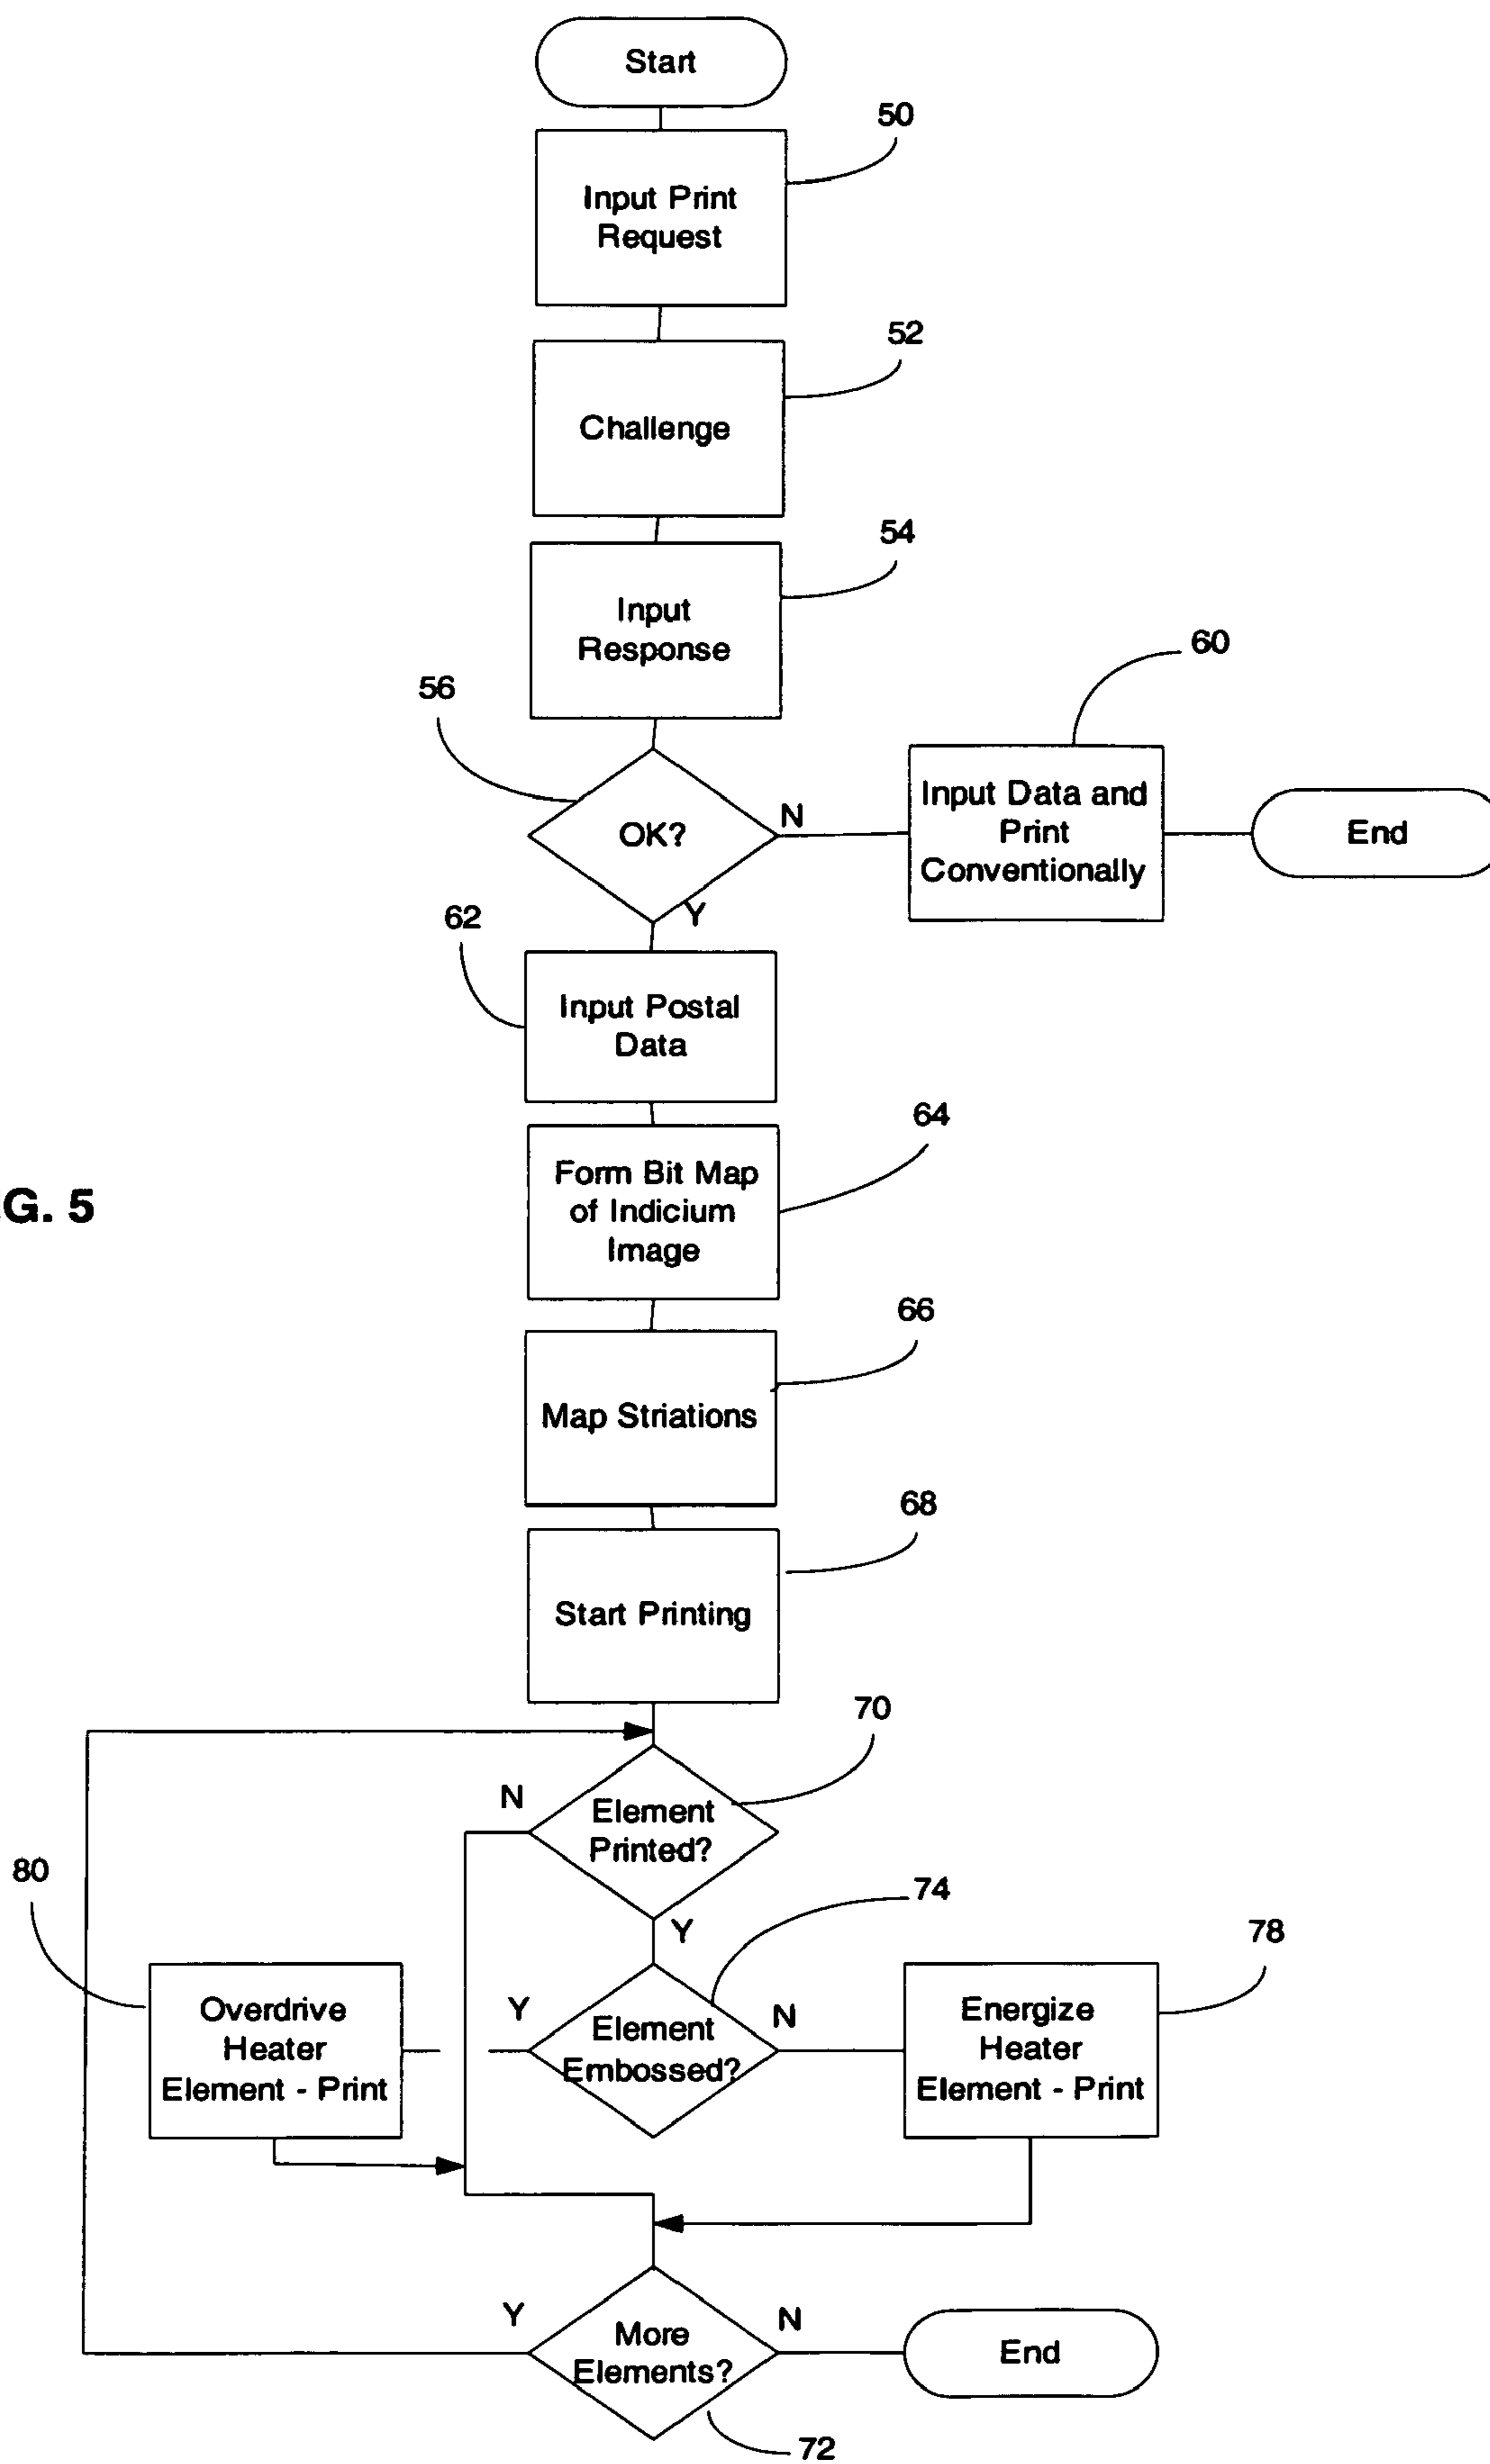 Start
50
Input Print
Request
52
Challenge
54
Input
Response
56
60
OK?
N
Input Data and
Print
Conventionally
End
Y
62
Input Postal
Data
64
Form Bit Map
of Indicium
Image
G. 5
66
Map Striations
68
Start Printing
70
N
Element
Printed?
80
74
Y
78
Overdrive
Heater
Element - Print
Y
Element
Embossed?
N
Energize
Heater
Element - Print
Y
More
Elements?
N
End
72